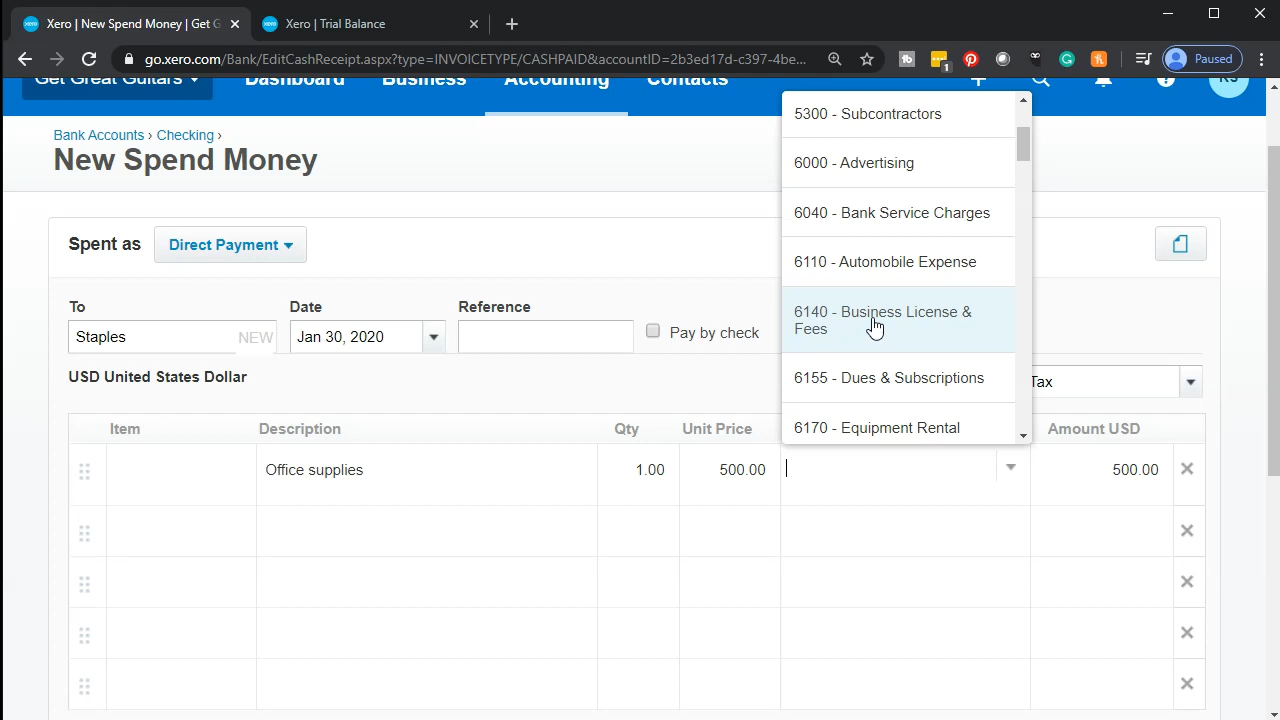 Xero | New Spend Money | Get G
Xero | Trial Balance
go.xero.com/Bank/EditCashReceipt.aspx?type=INVOICETYPE/CASHPAID&accountID=2b3ed17d-c397-4be...
1
Paused
Get Great Guitars
Dashboard
Business
Accounting
Contacts
Bank Accounts › Checking ›
New Spend Money
Spent as
Direct Payment
To
Date
Reference
Staples
NEW
Jan 30, 2020
Pay by check
USD United States Dollar
Tax
5300 - Subcontractors
6000 - Advertising
6040 - Bank Service Charges
6110 - Automobile Expense
6140 - Business License &
Fees
6155 - Dues & Subscriptions
6170 - Equipment Rental
Item
Description
Qty
Unit Price
Amount USD
Office supplies
1.00
500.00
500.00